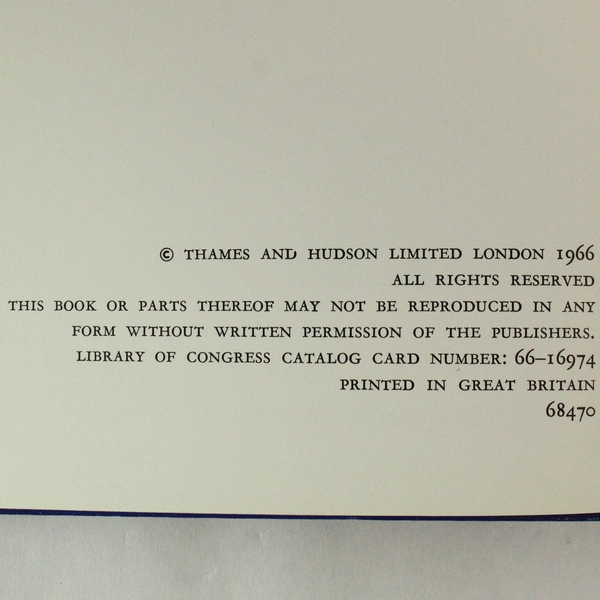 © THAMES AND HUDSON LIMITED LONDON 1966
ALL RIGHTS RESERVED
THIS BOOK OR PARTS THEREOF MAY NOT BE REPRODUCED IN ANY
FORM WITHOUT WRITTEN PERMISSION OF THE PUBLISHERS.
LIBRARY OF CONGRESS CATALOG CARD NUMBER: 66–16974
PRINTED IN GREAT BRITAIN
68470